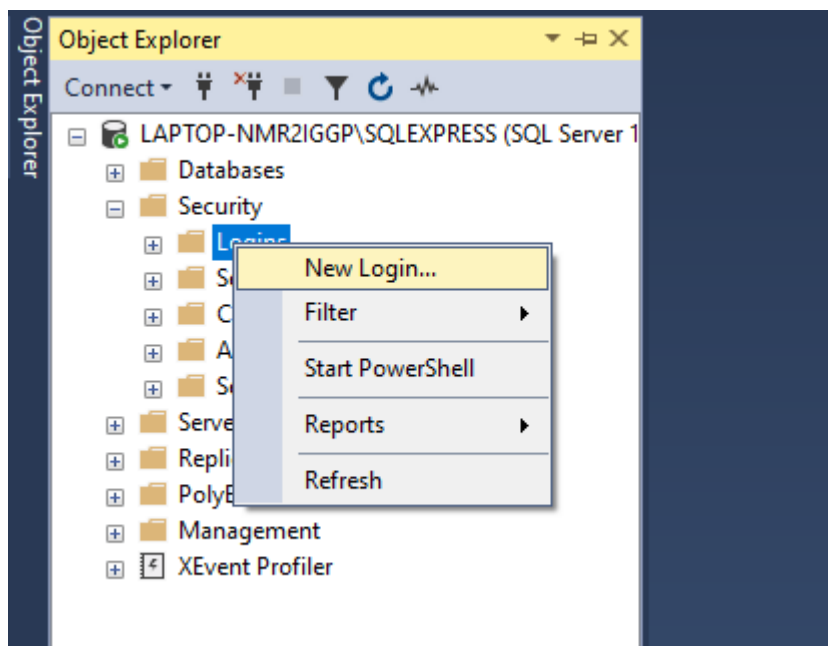 Object Explorer
Object Explorer
Connect
LAPTOP-NMR2IGGP\SQLEXPRESS (SQL Server 1
Databases
Security
Logins
New Login...
Filter
Start PowerShell
Reports
Refresh
Management
XEvent Profiler